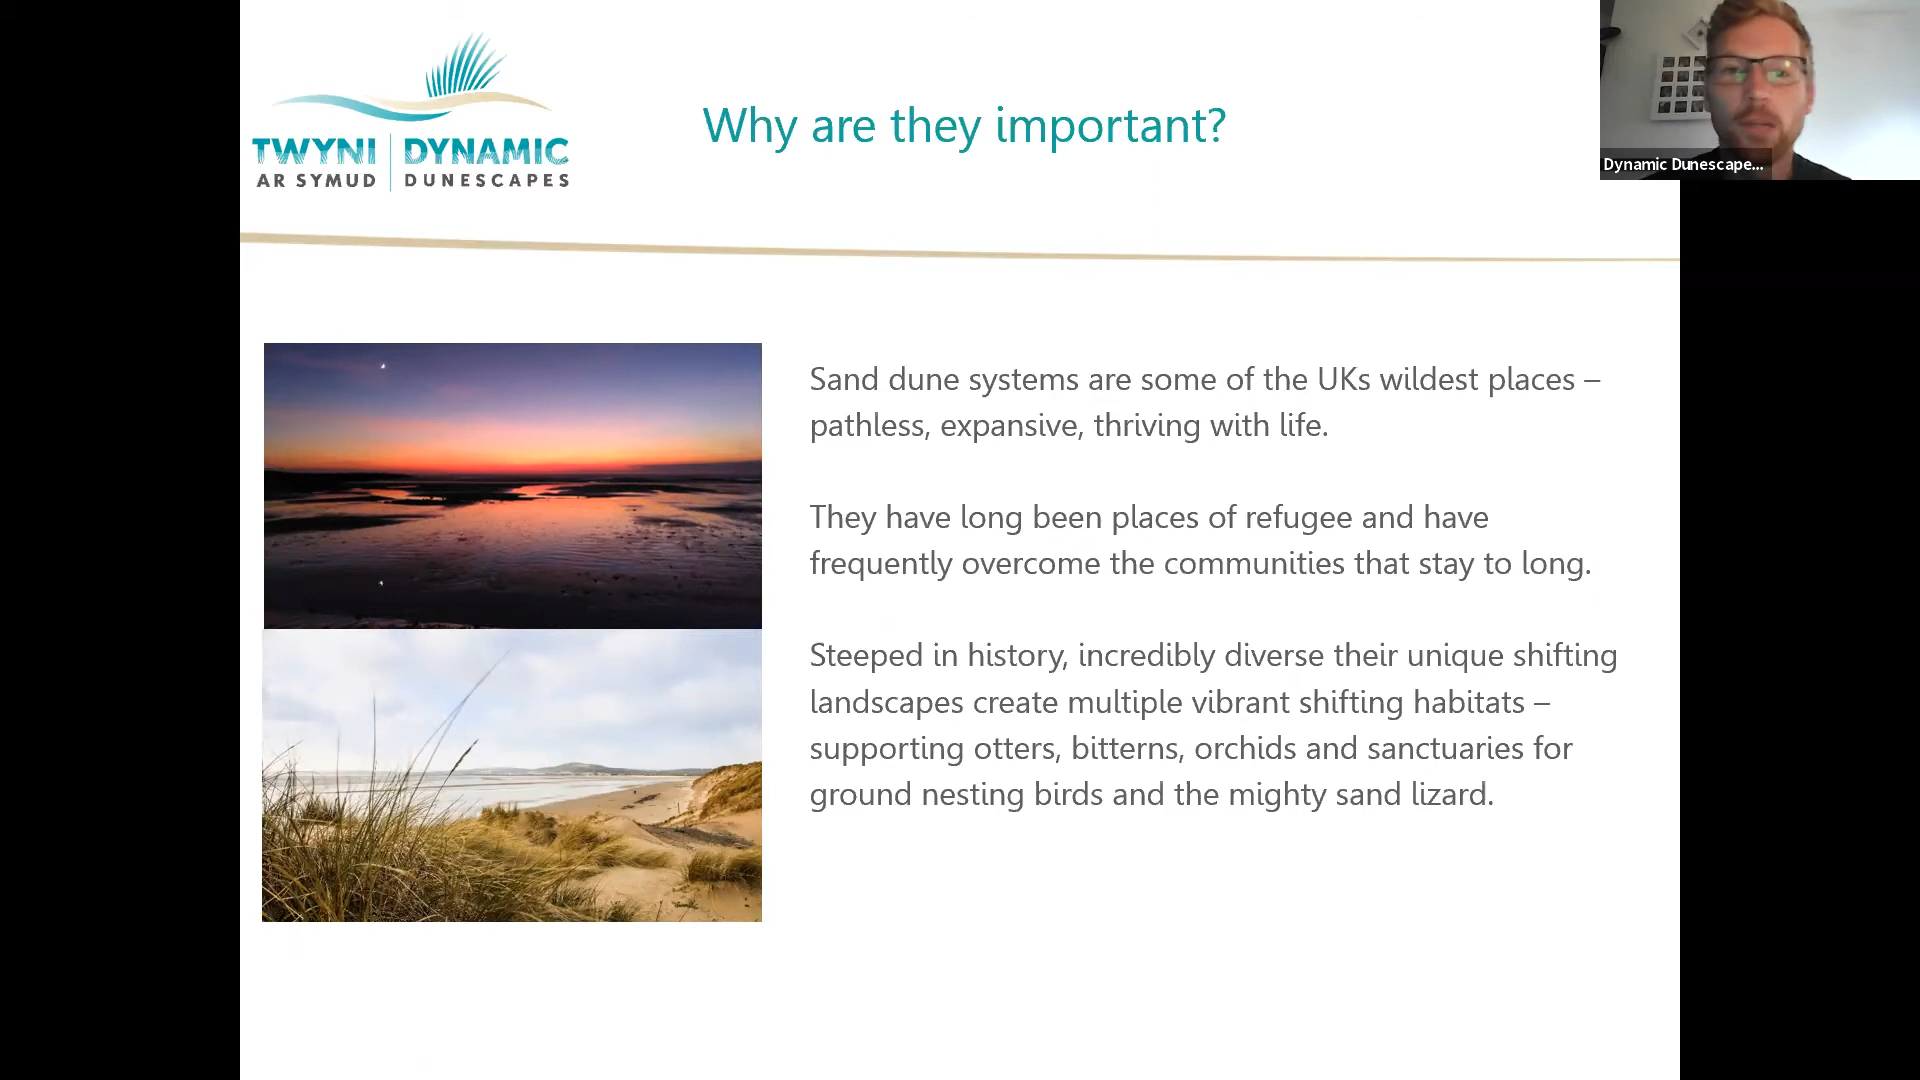 TWYNI AR SYMUD
DYNAMIC DUNESCAPES
Why are they important?
Dynamic Dunescape...
Sand dune systems are some of the UKs wildest places –
pathless, expansive, thriving with life.
They have long been places of refugee and have
frequently overcome the communities that stay to long.
Steeped in history, incredibly diverse their unique shifting
landscapes create multiple vibrant shifting habitats –
supporting otters, bitterns, orchids and sanctuaries for
ground nesting birds and the mighty sand lizard.